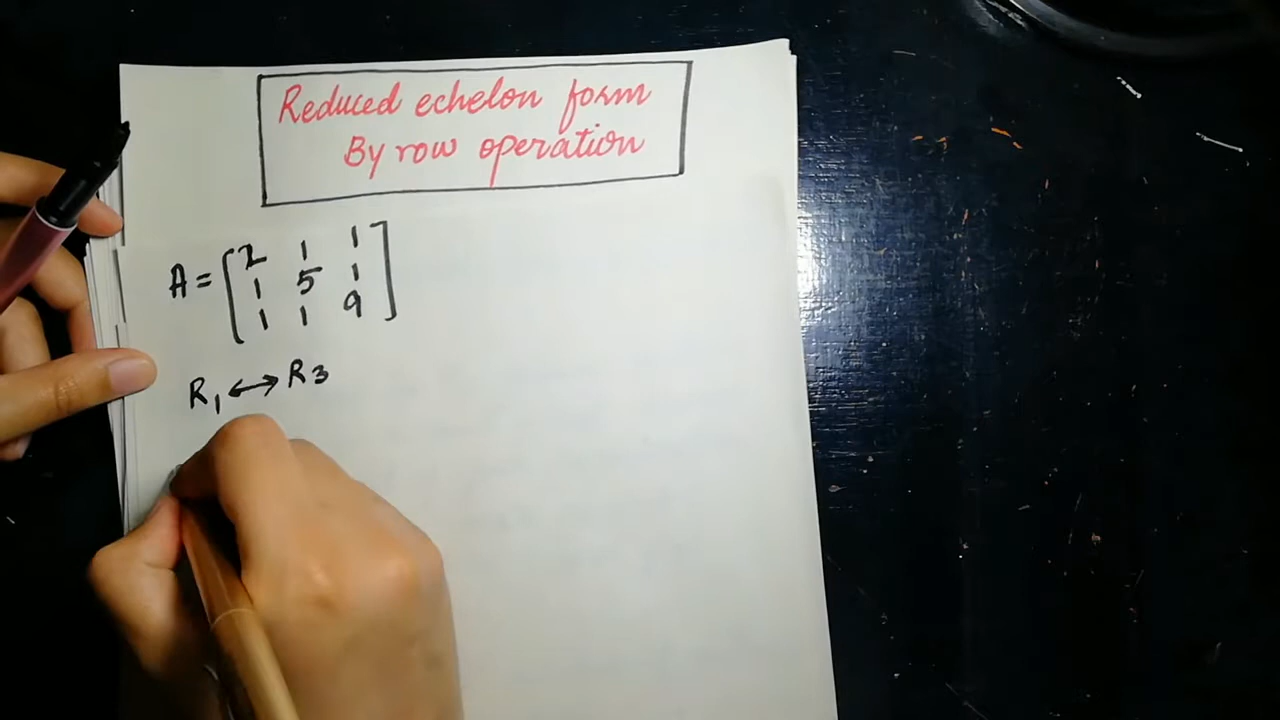 Reduced echelon form
By row operation
A = [2 1 1
1 5 1
1 1 9]
R₁ ↔ R₃